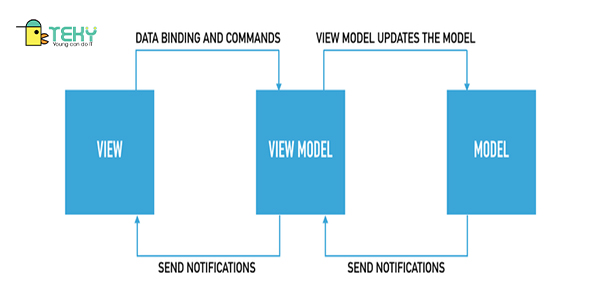 TEKY
Young can do IT
DATA BINDING AND COMMANDS
VIEW MODEL UPDATES THE MODEL
VIEW
VIEW MODEL
MODEL
SEND NOTIFICATIONS
SEND NOTIFICATIONS